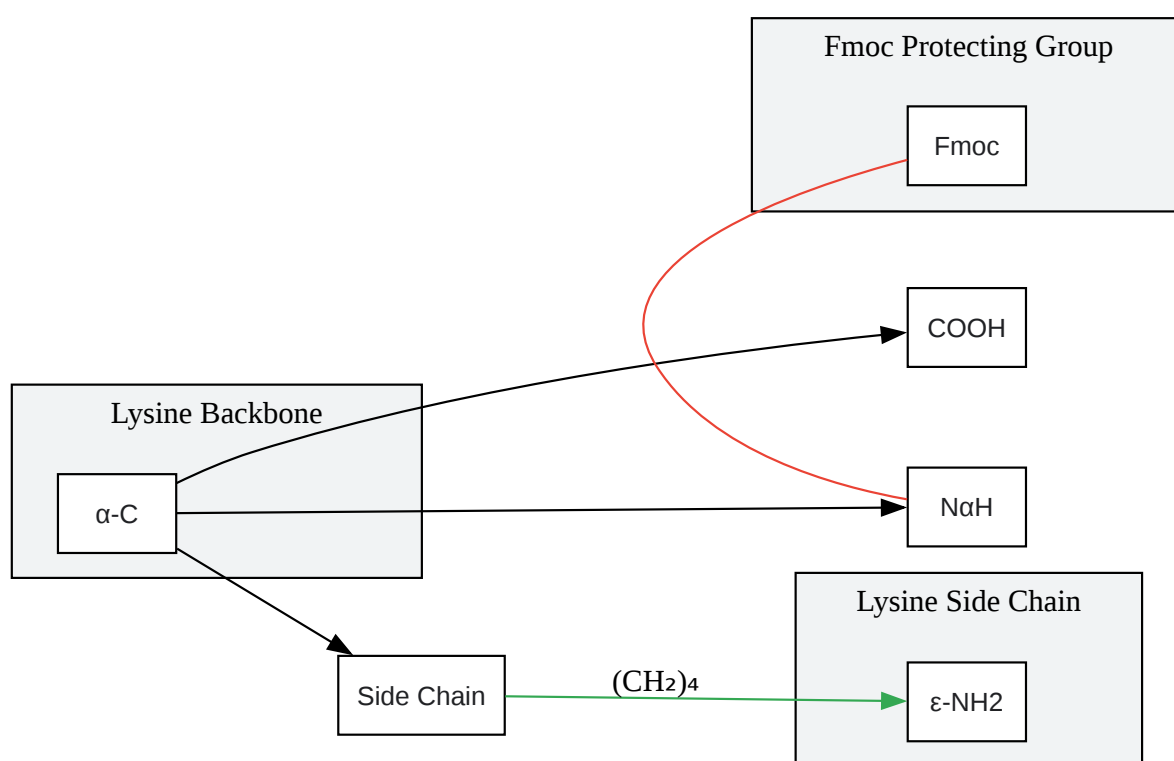 Fmoc Protecting Group
Fmoc
COOH
Lysine Backbone
α-C
NαH
Lysine Side Chain
Side Chain
(CH₂)₄
ε-NH2